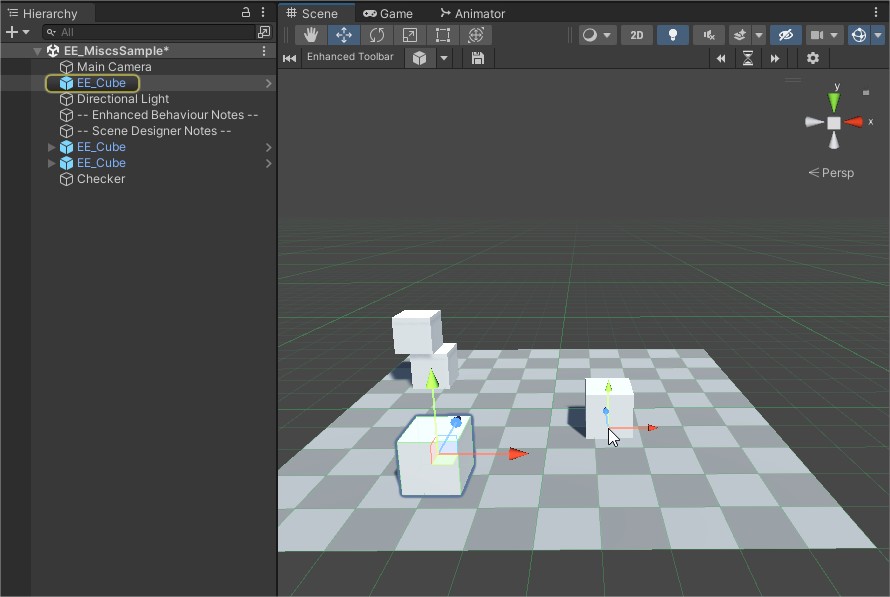 Hierarchy
All
EE_MiscsSample*
Main Camera
EE_Cube
Directional Light
-- Enhanced Behaviour Notes --
-- Scene Designer Notes --
EE_Cube
EE_Cube
Checker
Scene
Game
Animator
2D
Enhanced Toolbar
y
x
Persp